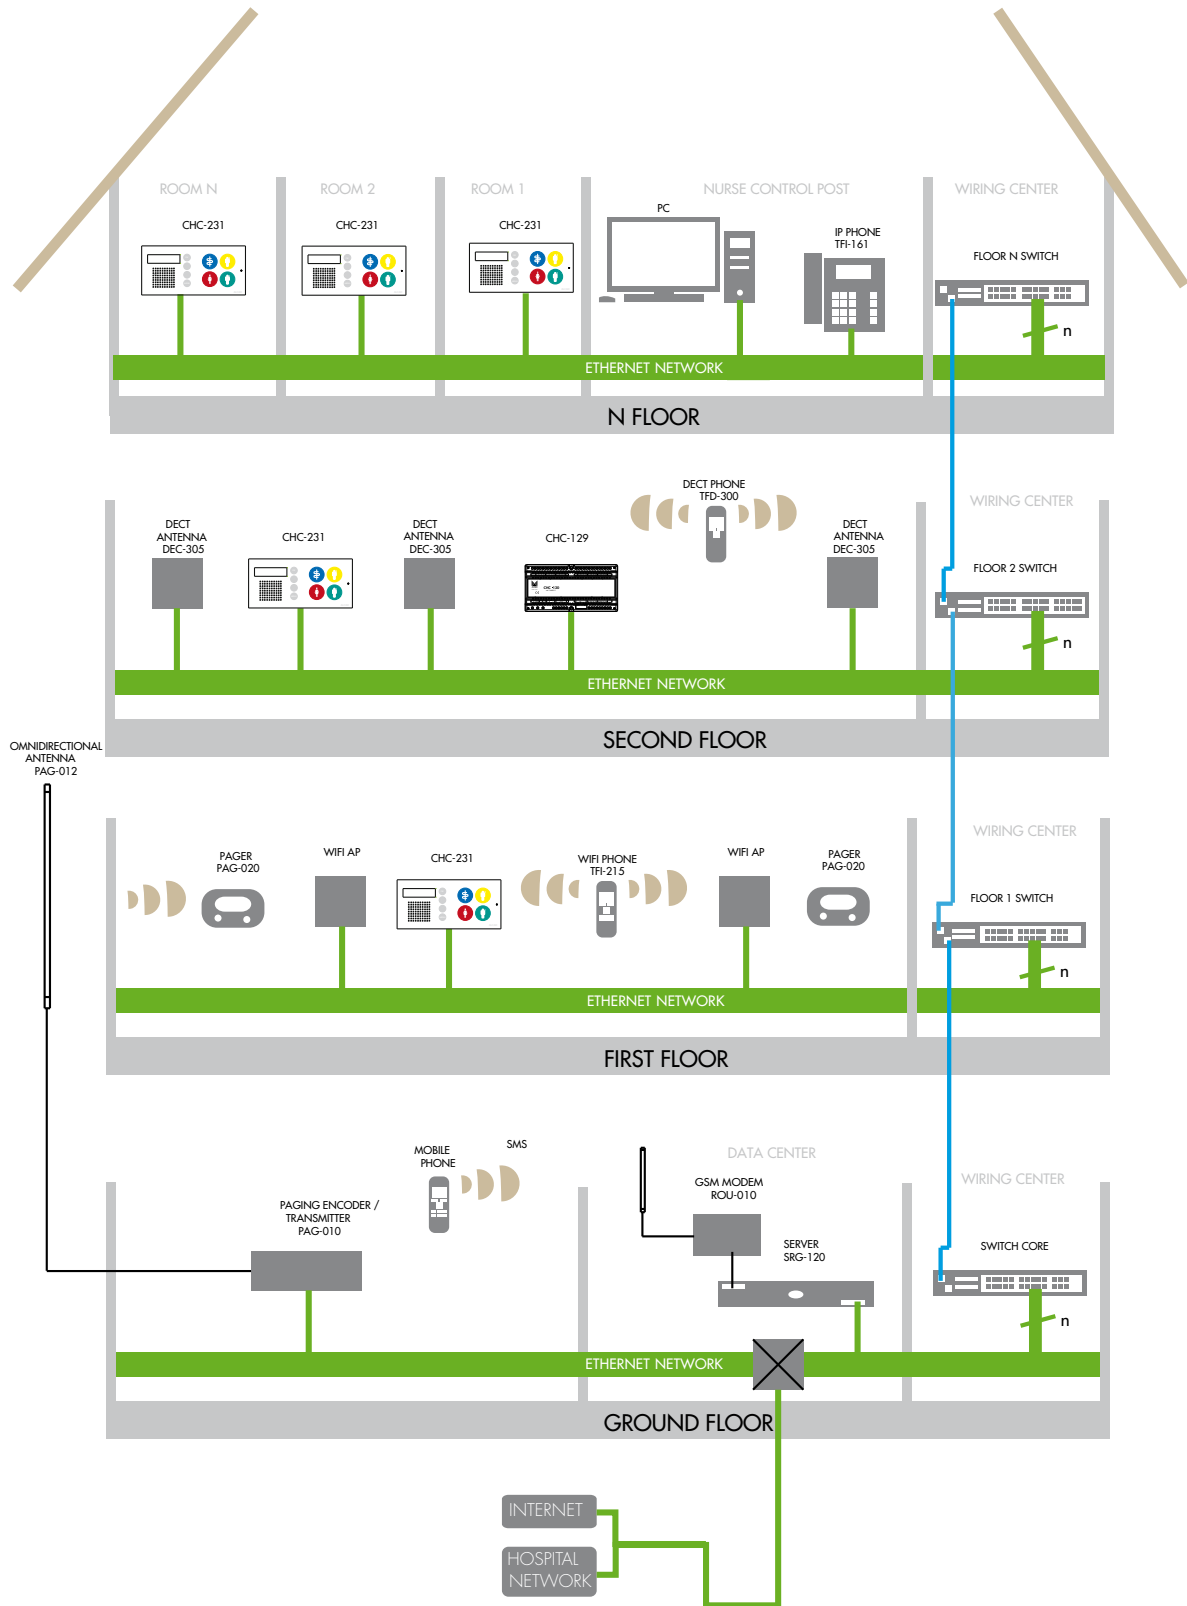 ROOM N
ROOM 2
ROOM 1
NURSE CONTROL POST
WIRING CENTER
CHC-231
CHC-231
CHC-231
PC
IP PHONE
TFI-161
FLOOR N SWITCH
n
ETHERNET NETWORK
N FLOOR
DECT PHONE
TFD-300
WIRING CENTER
DECT
ANTENNA
DEC-305
CHC-231
DECT
ANTENNA
DEC-305
CHC-129
DECT
ANTENNA
DEC-305
FLOOR 2 SWITCH
n
ETHERNET NETWORK
SECOND FLOOR
OMNIDIRECTIONAL
ANTENNA
PAG-012
WIRING CENTER
PAGER
PAG-020
WIFI AP
CHC-231
WIFI PHONE
TFI-215
WIFI AP
PAGER
PAG-020
FLOOR 1 SWITCH
n
ETHERNET NETWORK
FIRST FLOOR
MOBILE
PHONE
SMS
DATA CENTER
WIRING CENTER
PAGING ENCODER /
TRANSMITTER
PAG-010
GSM MODEM
ROU-010
SERVER
SRG-120
SWITCH CORE
n
ETHERNET NETWORK
GROUND FLOOR
INTERNET
HOSPITAL
NETWORK